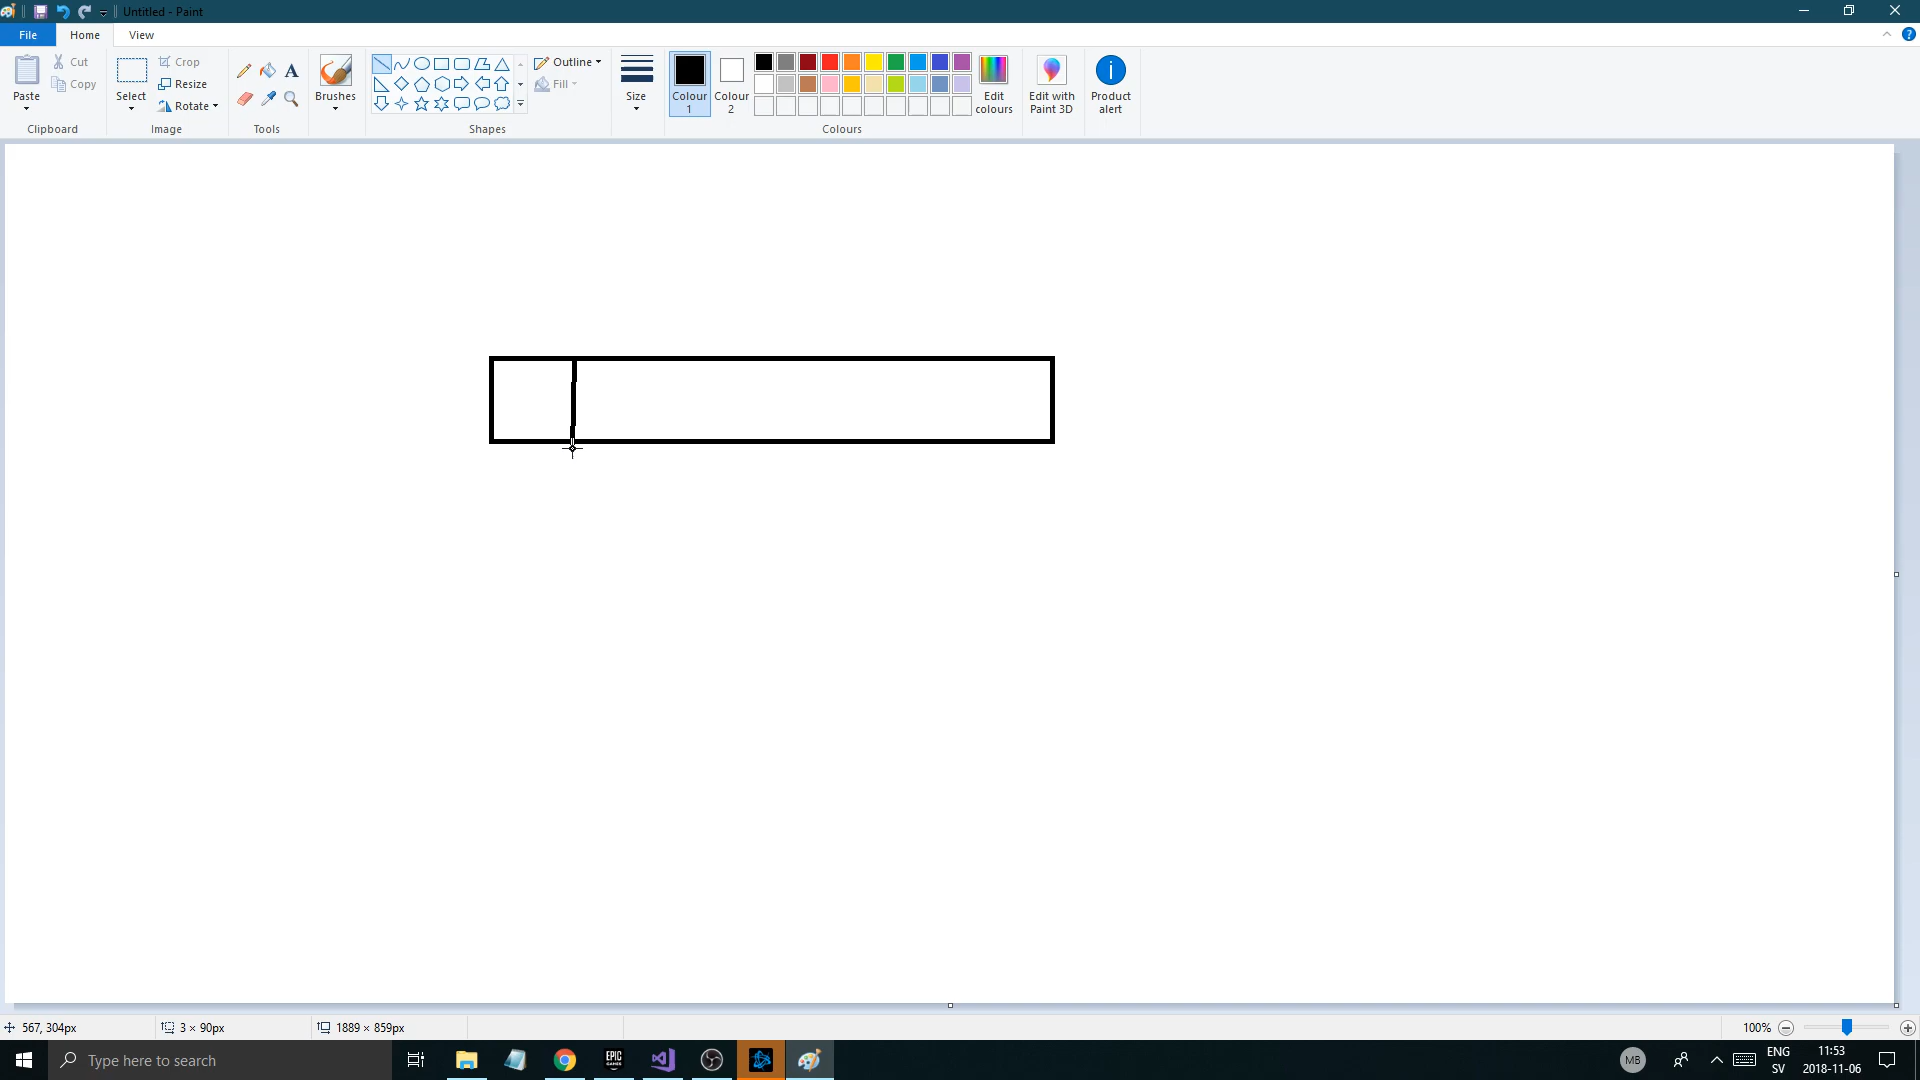 Untitled - Paint
File
Home
View
Paste
Cut
Copy
Clipboard
Select
Crop
Resize
Rotate
Image
A
Tools
Brushes
Outline
Fill
Shapes
Size
Colour
1
Colour
2
Edit
colours
Colours
Edit with
Paint 3D
Product
alert
567, 304px
3 × 90px
1889 × 859px
100%
Type here to search
EPIC
GAMES
MB
ENG
SV
11:53
2018-11-06